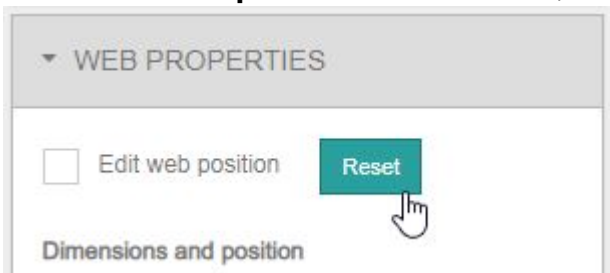 WEB PROPERTIES
Edit web position Reset
Dimensions and position